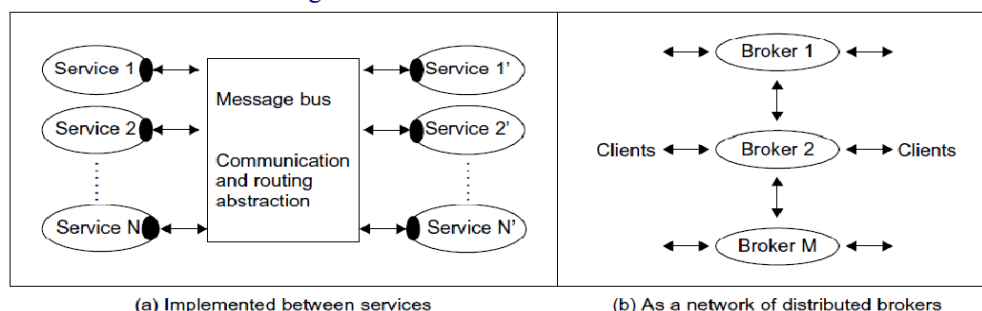 Service 1
Service 2
Service N
Message bus
Communication
and routing
abstraction
Service 1’
Service 2’
Service N’
(a) Implemented between services
Broker 1
Clients
Broker 2
Clients
Broker M
(b) As a network of distributed brokers